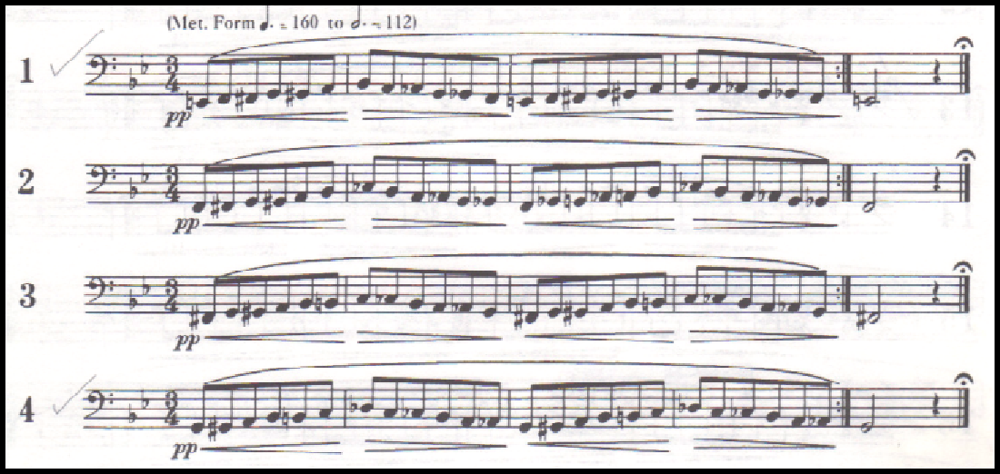 (Met. Form = 160 to = 112)
1
pp
2
pp
3
pp
4
pp